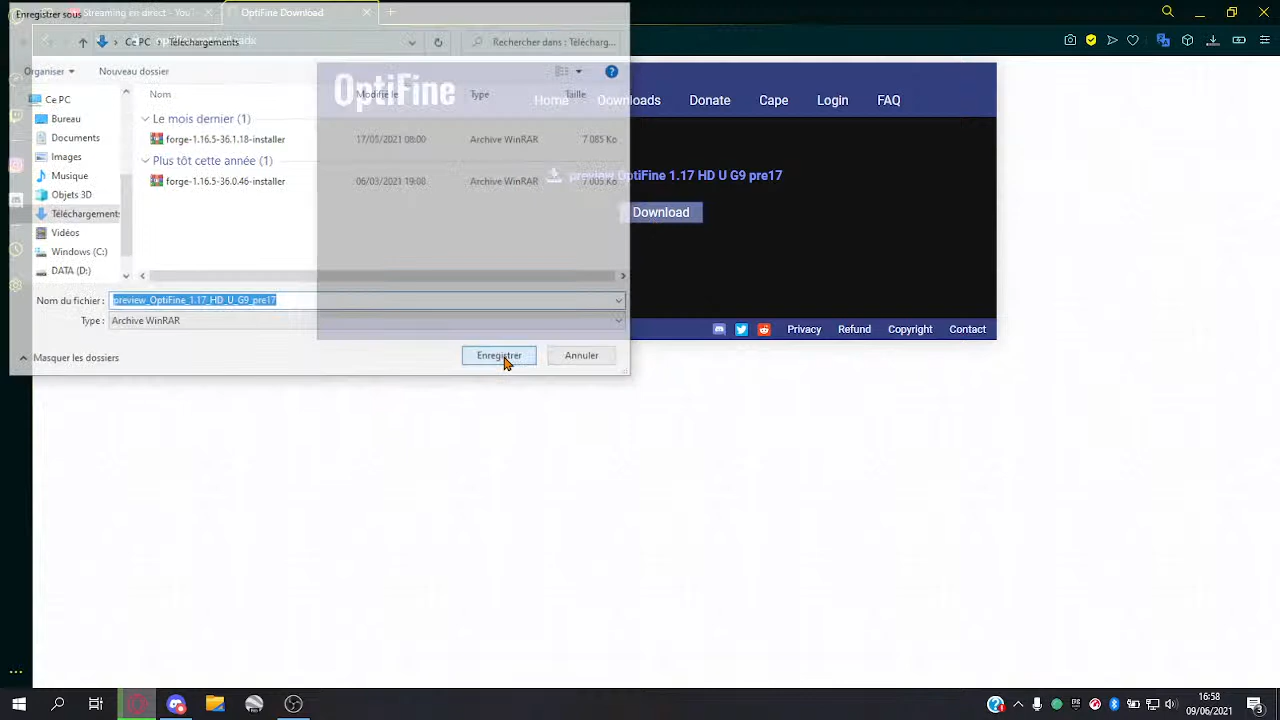 Enregistrer sous
Streaming en direct - YouT
OptiFine Download
Ce PC
Téléchargements
Rechercher dans : Télécharg...
Organiser
Nouveau dossier
OptiFine
Home
Downloads
Donate
Cape
Login
FAQ
Nom
Modifié le
Type
Taille
Ce PC
Bureau
Documents
Images
Musique
Objets 3D
Téléchargements
Vidéos
Windows (C:)
DATA (D:)
Le mois dernier (1)
forge-1.16.5-36.1.18-installer
17/05/2021 08:00
Archive WinRAR
7 085 Ko
Plus tôt cette année (1)
forge-1.16.5-36.0.46-installer
06/03/2021 19:08
Archive WinRAR
7 005 Ko
preview OptiFine 1.17 HD U G9 pre17
Download
Nom du fichier :
preview_OptiFine_1.17_HD_U_G9_pre17
Type :
Archive WinRAR
Masquer les dossiers
Enregistrer
Annuler
Privacy
Refund
Copyright
Contact
16:58
09/06/2021